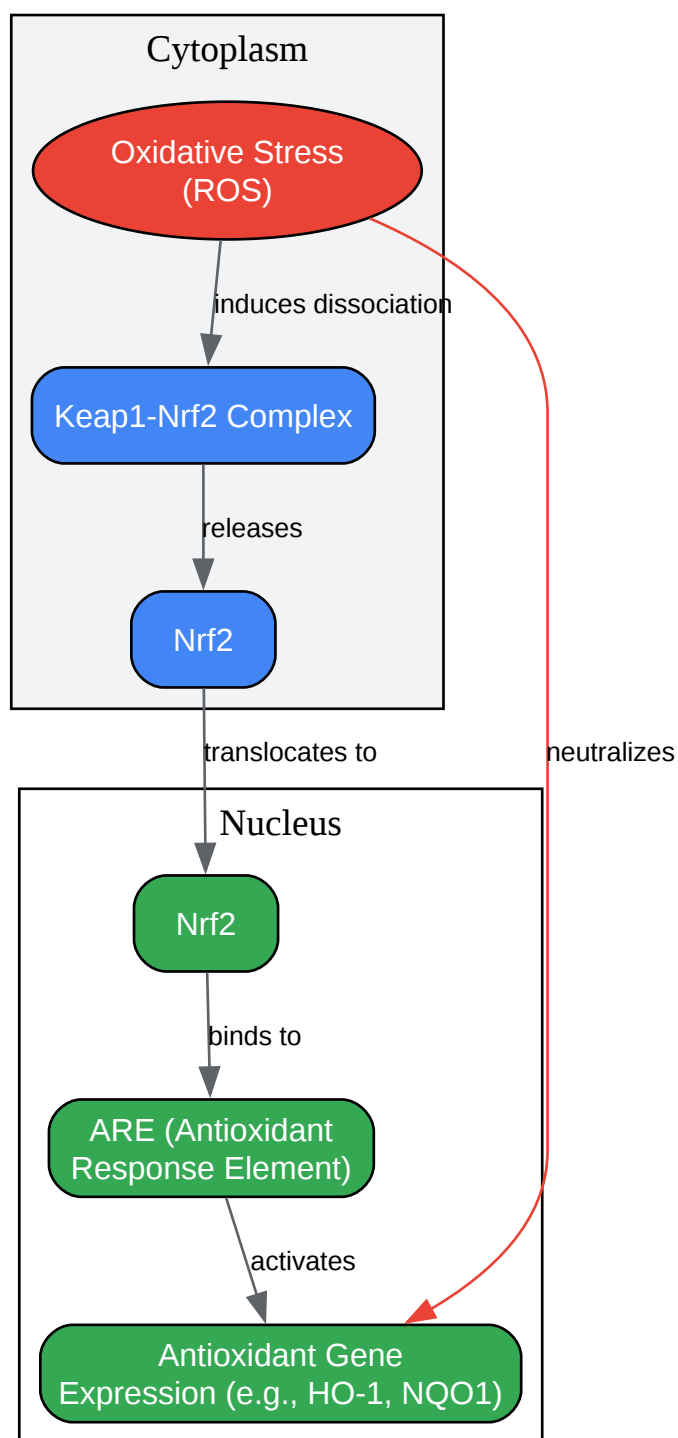 Cytoplasm
Oxidative Stress
(ROS)
induces dissociation
Keap1-Nrf2 Complex
releases
Nrf2
translocates to
neutralizes
Nucleus
Nrf2
binds to
ARE (Antioxidant
Response Element)
activates
Antioxidant Gene
Expression (e.g., HO-1, NQO1)